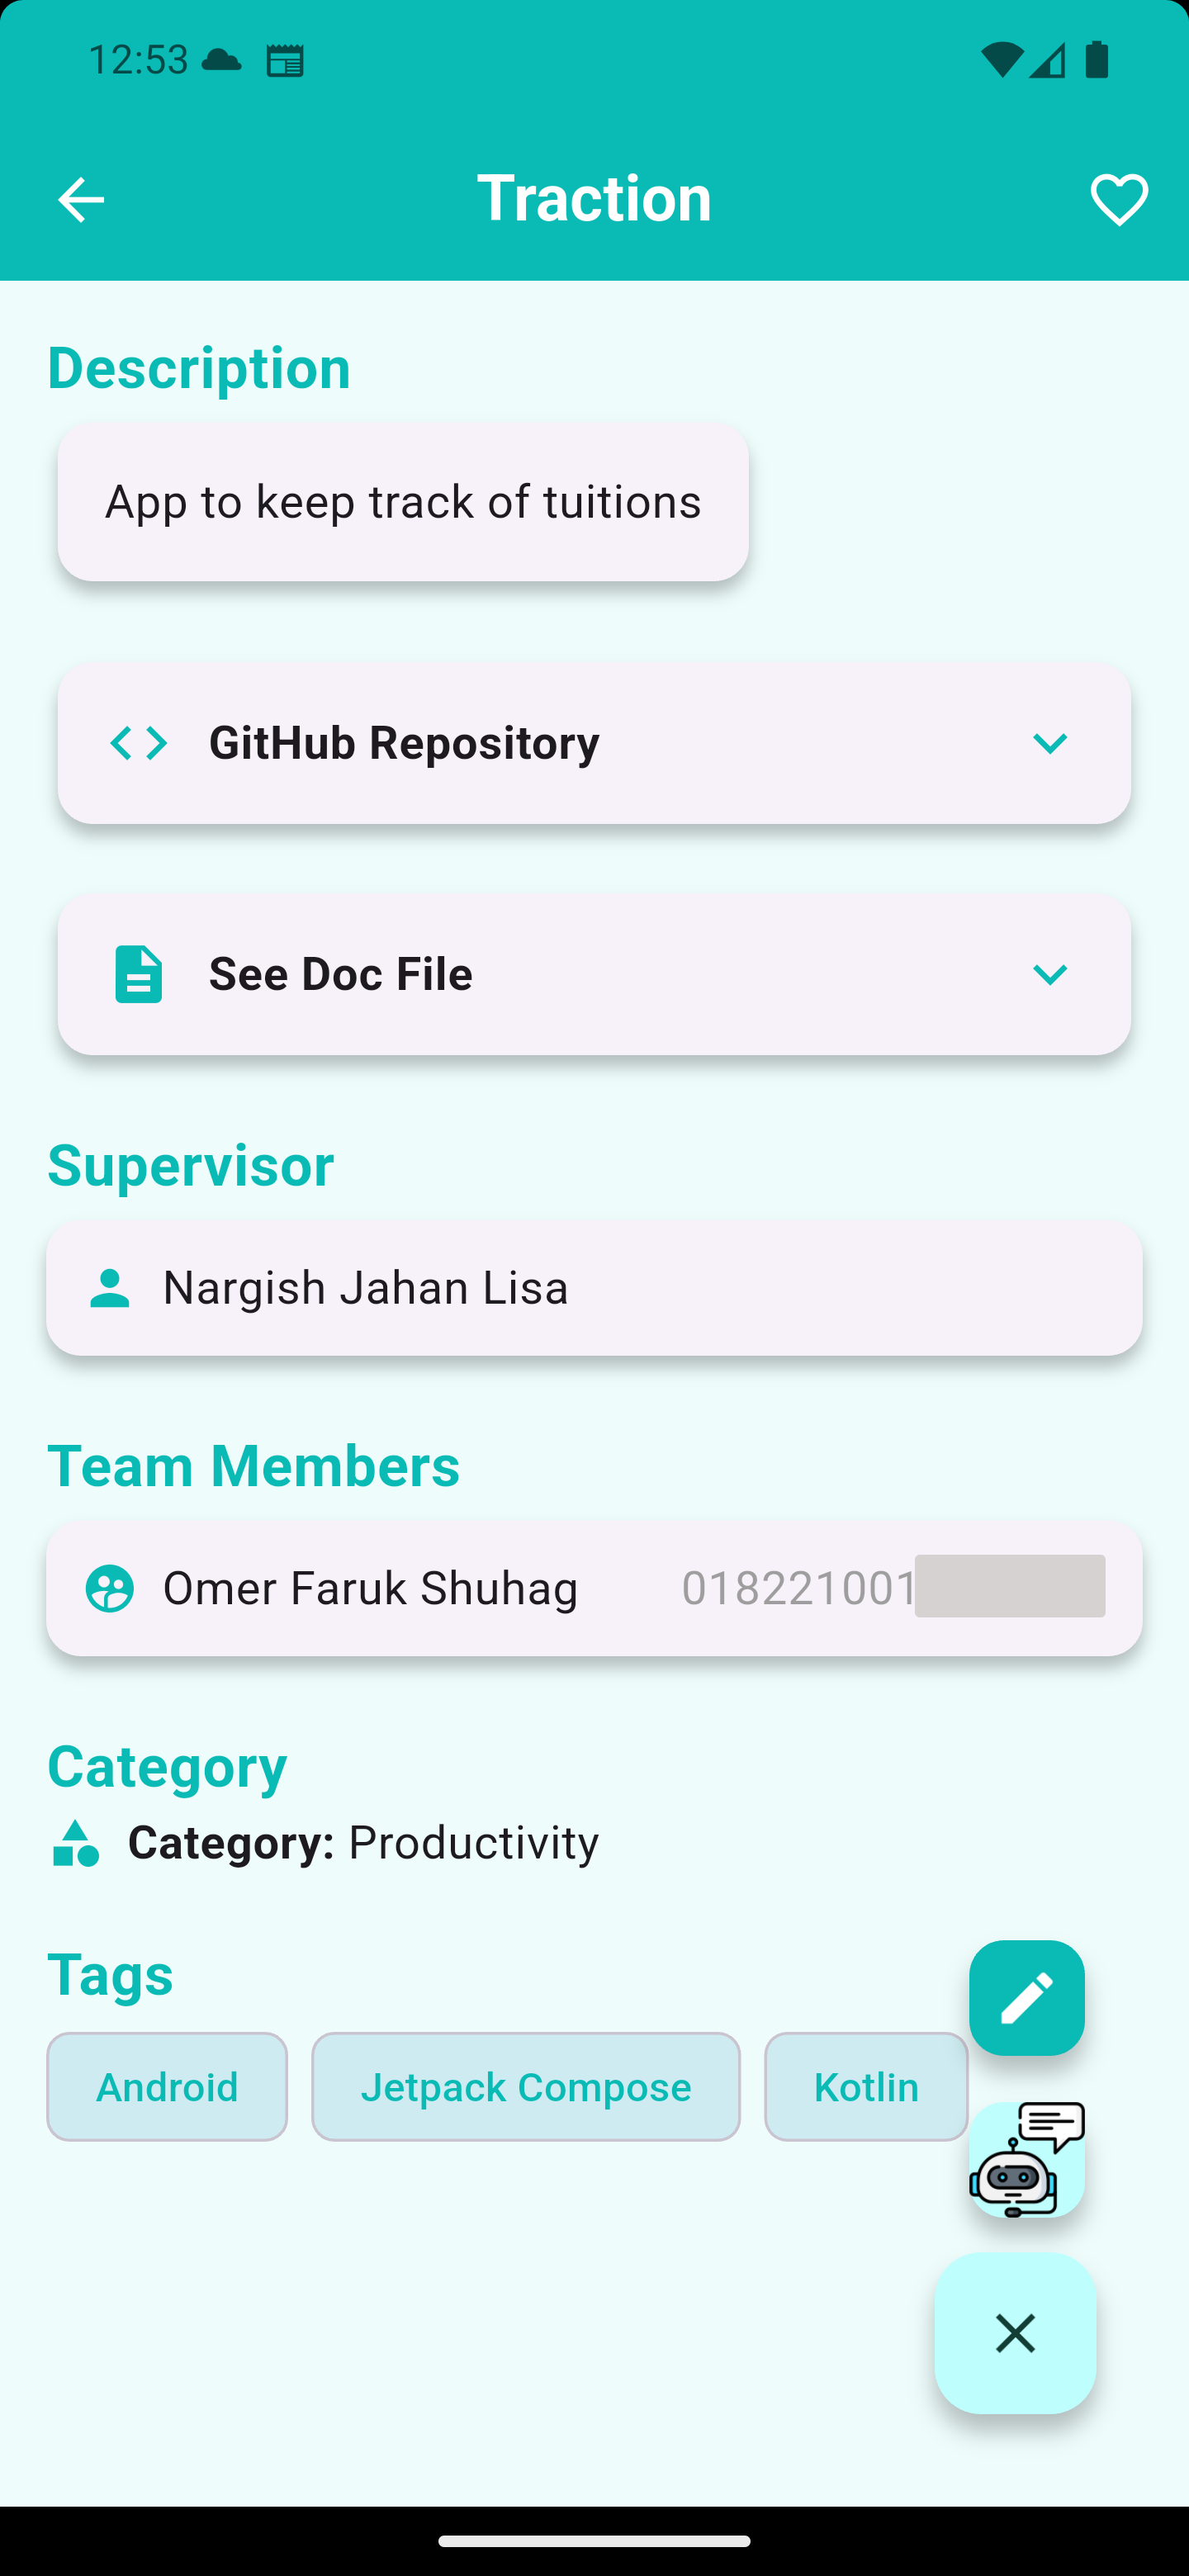 12:53
Traction
Description
App to keep track of tuitions
GitHub Repository
See Doc File
Supervisor
Nargish Jahan Lisa
Team Members
Omer Faruk Shuhag 018221001
Category
Category: Productivity
Tags
Android Jetpack Compose Kotlin